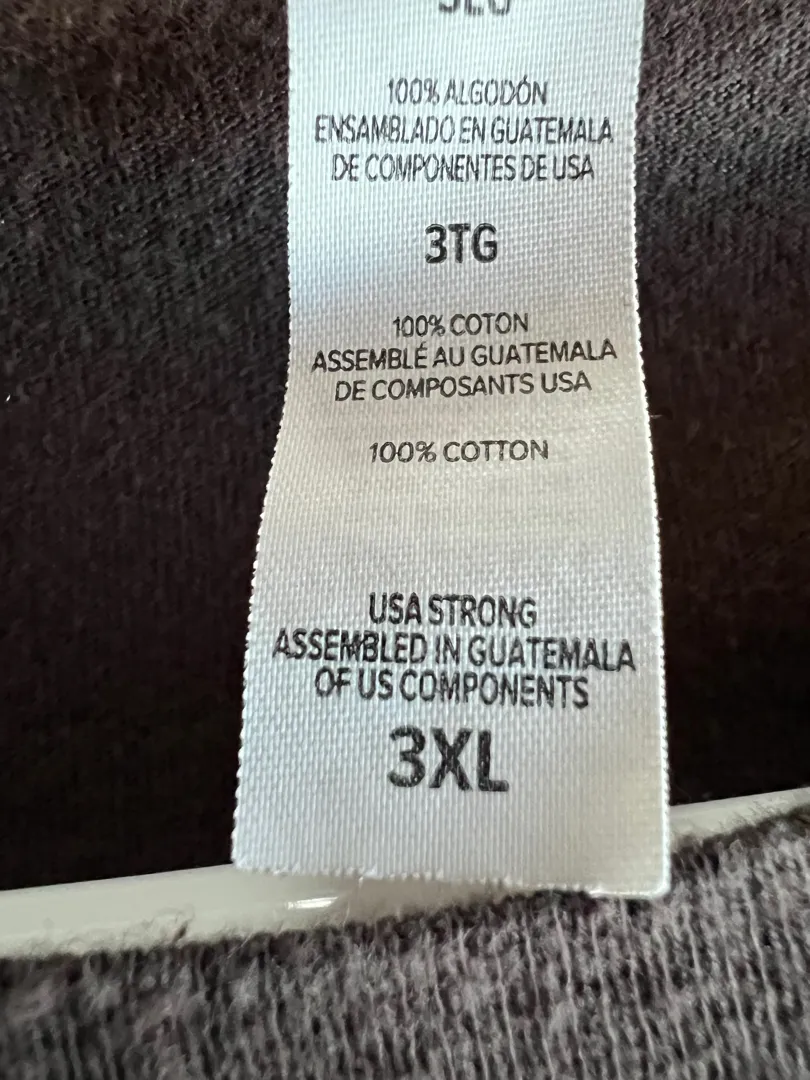 100% ALGODÓN
ENSAMBLADO EN GUATEMALA
DE COMPONENTES DE USA
3TG
100% COTON
ASSEMBLÉ AU GUATEMALA
DE COMPOSANTS USA
100% COTTON
USA STRONG
ASSEMBLED IN GUATEMALA
OF US COMPONENTS
3XL